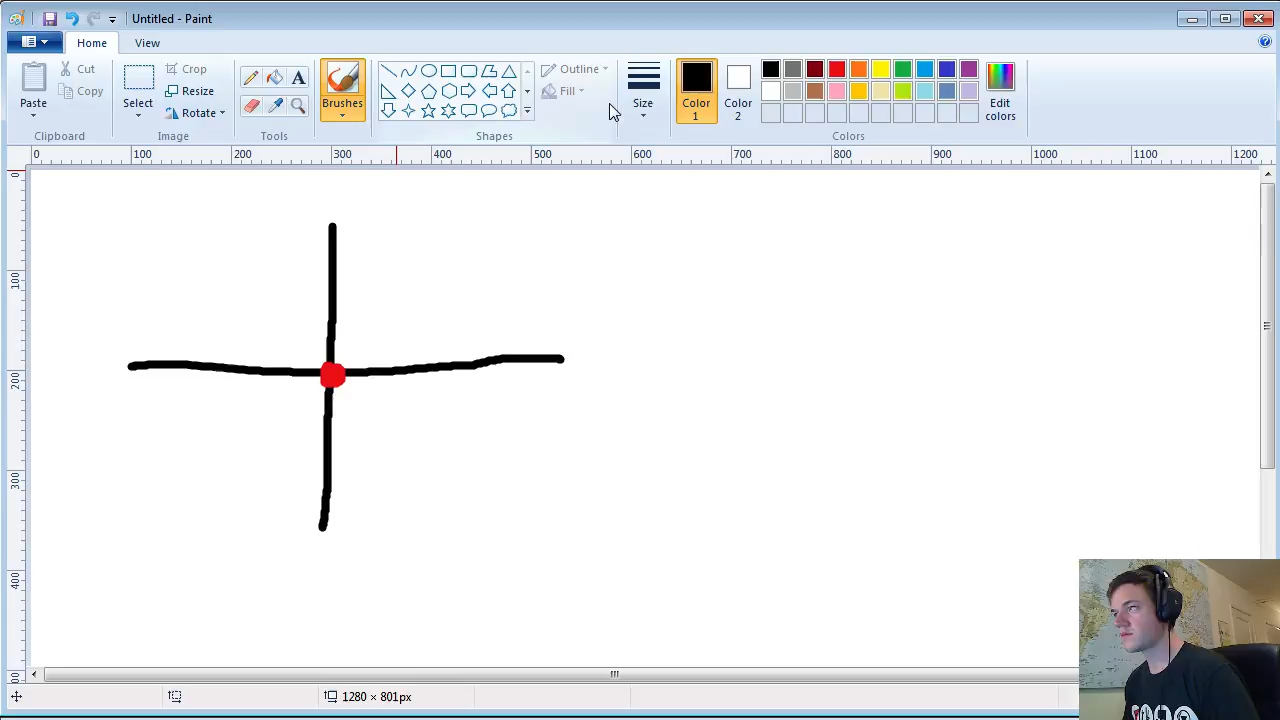 Untitled - Paint
Home View
Paste
Cut
Copy
Clipboard
Select
Crop
Resize
Rotate
Image
A
Tools
Brushes
Shapes
Outline
Fill
Size
Color 1
Color 2
Edit colors
Colors
0 100 200 300 400 500 600 700 800 900 1000 1100 1200
0
100
200
300
400
1280 × 801px